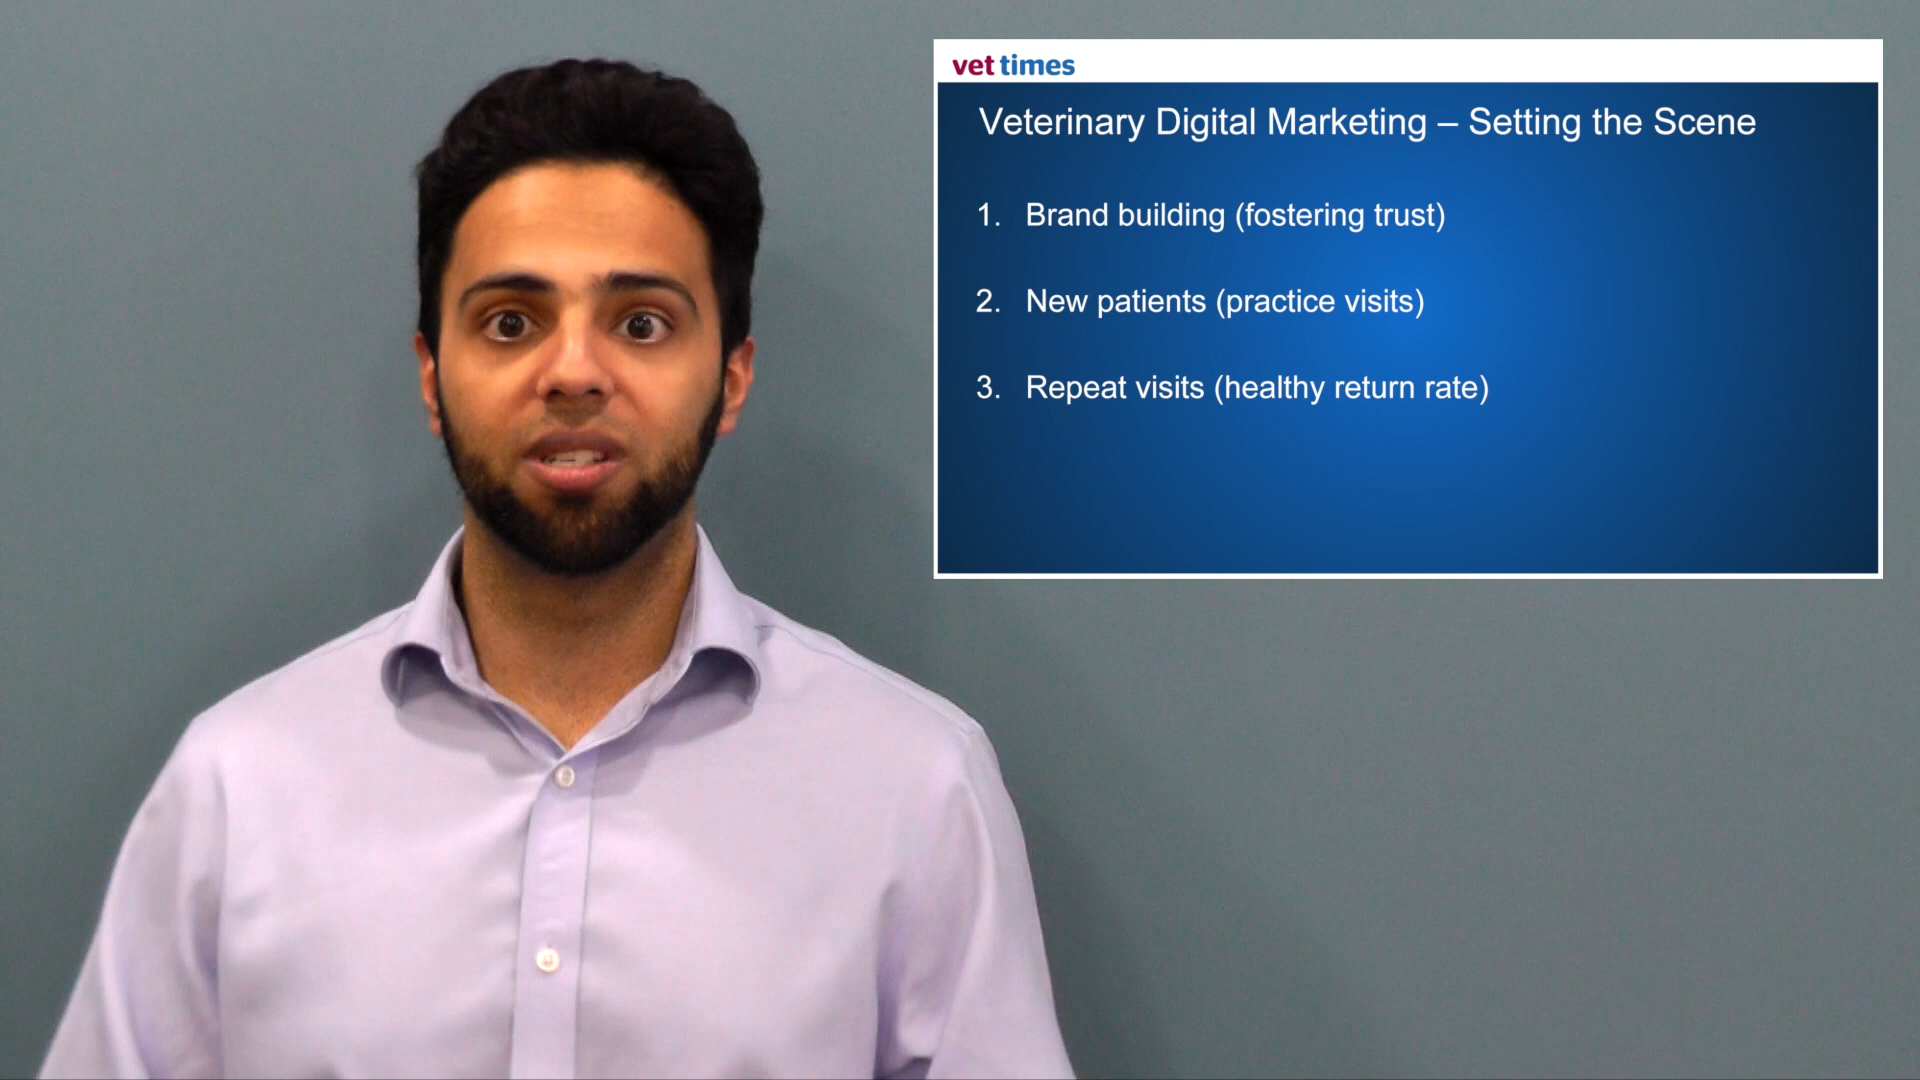 vet times
Veterinary Digital Marketing – Setting the Scene
1. Brand building (fostering trust)
2. New patients (practice visits)
3. Repeat visits (healthy return rate)